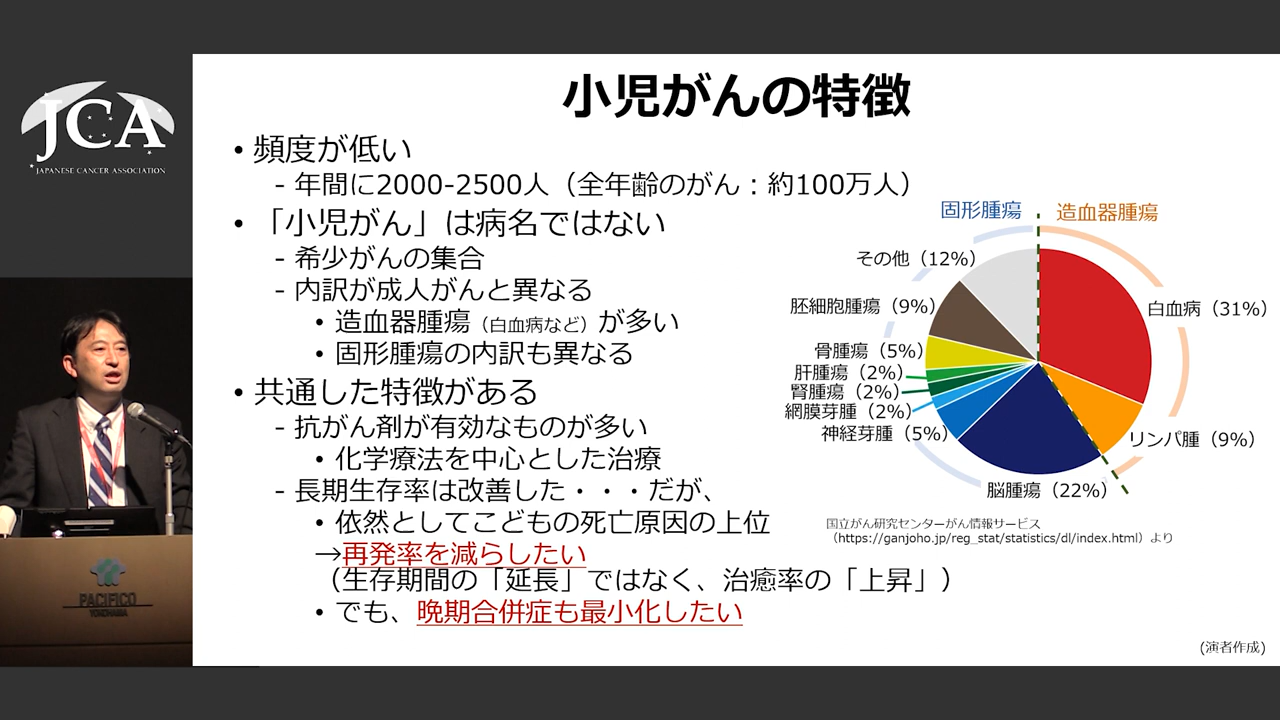 JCA
JAPANESE CANCER ASSOCIATION
小児がんの特徴
• 頻度が低い
- 年間に2000-2500人（全年齢のがん：約100万人）
• 「小児がん」は病名ではない
- 希少がんの集合
- 内訳が成人がんと異なる
• 造血器腫瘍（白血病など）が多い
• 固形腫瘍の内訳も異なる
• 共通した特徴がある
- 抗がん剤が有効なものが多い
• 化学療法を中心とした治療
- 長期生存率は改善した・・・だが、
• 依然としてこどもの死亡原因の上位
→再発率を減らしたい
（生存期間の「延長」ではなく、治癒率の「上昇」）
• でも、晩期合併症も最小化したい
固形腫瘍
造血器腫瘍
その他（12%）
胚細胞腫瘍（9%）
骨腫瘍（5%）
肝腫瘍（2%）
腎腫瘍（2%）
網膜芽腫（2%）
神経芽腫（5%）
脳腫瘍（22%）
白血病（31%）
リンパ腫（9%）
国立がん研究センターがん情報サービス
（https://ganjoho.jp/reg_stat/statistics/dl/index.html）より
(演者作成)
PACIFICO
YOKOHAMA